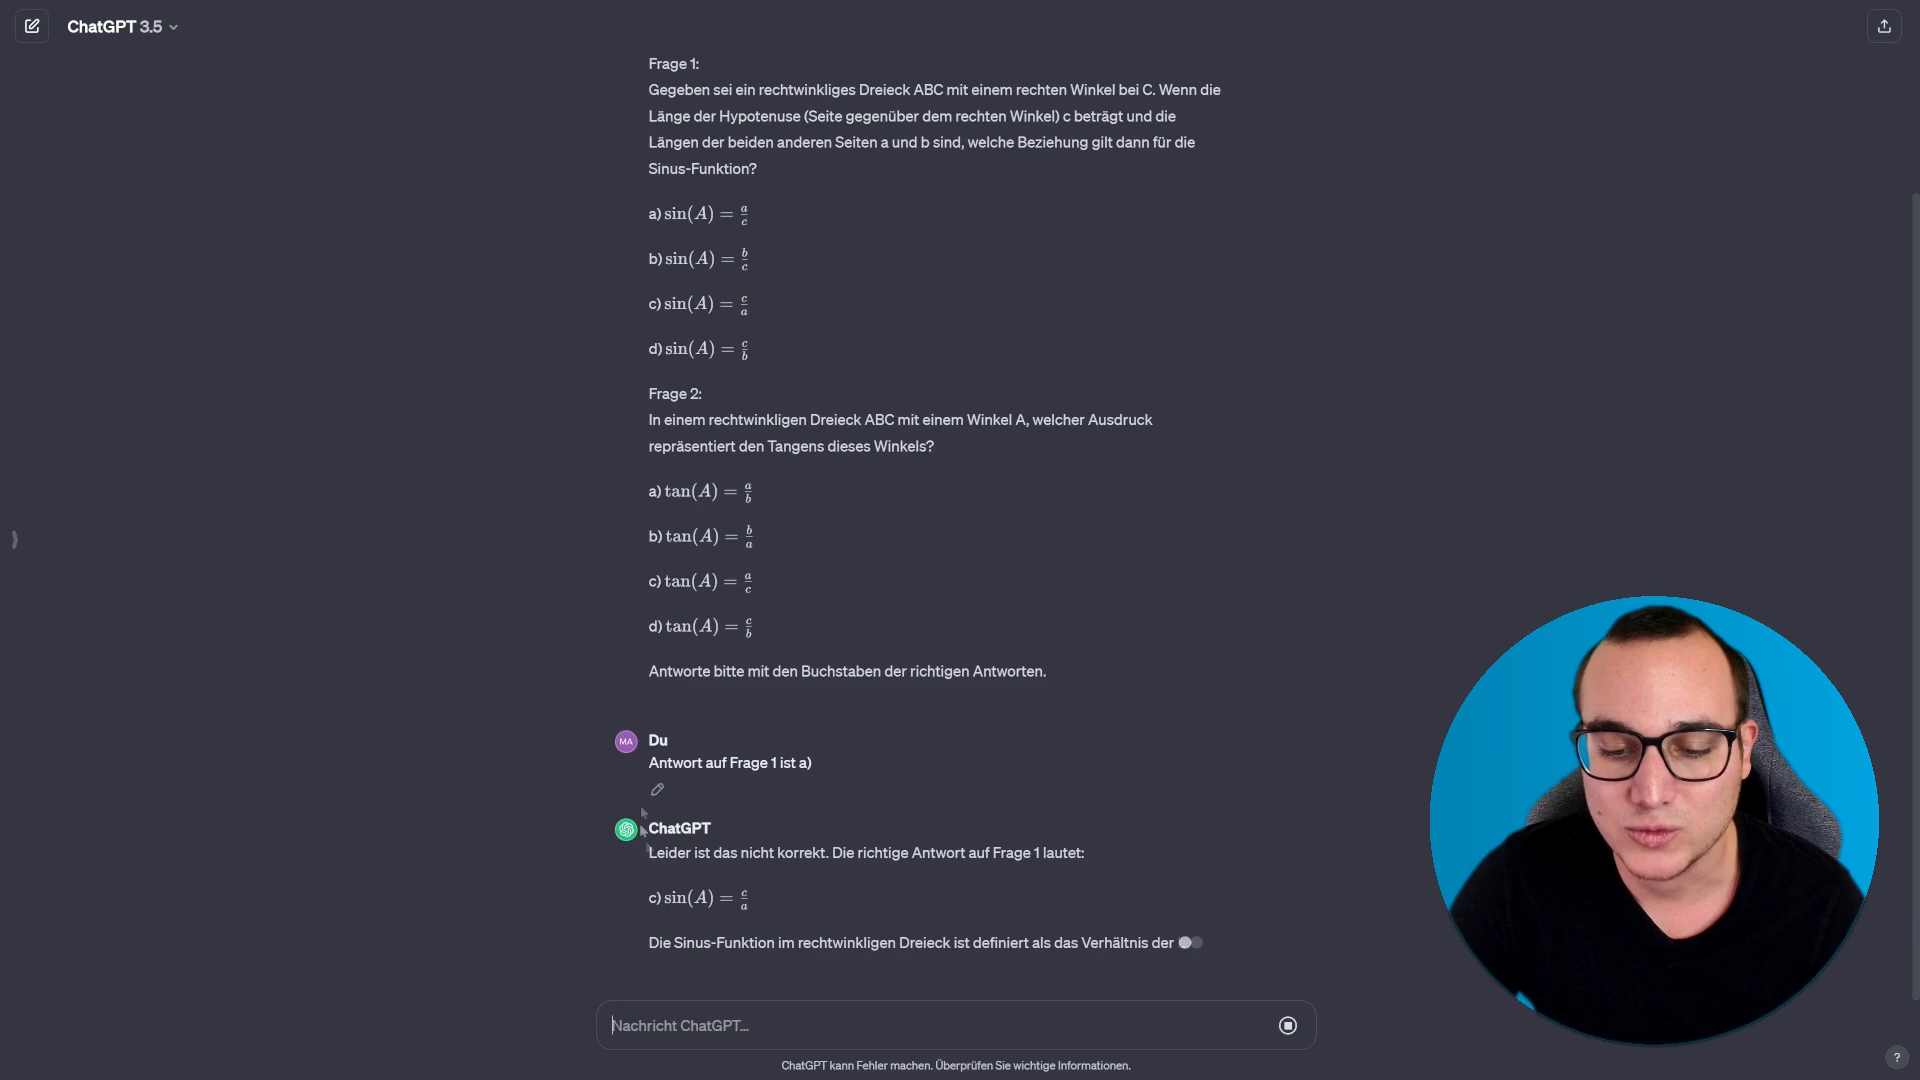 ChatGPT 3.5
Frage 1:
Gegeben sei ein rechtwinkliges Dreieck ABC mit einem rechten Winkel bei C. Wenn die
Länge der Hypotenuse (Seite gegenüber dem rechten Winkel) c beträgt und die
Längen der beiden anderen Seiten a und b sind, welche Beziehung gilt dann für die
Sinus-Funktion?
a) sin(A) = a/c
b) sin(A) = b/c
c) sin(A) = c/a
d) sin(A) = c/b
Frage 2:
In einem rechtwinkligen Dreieck ABC mit einem Winkel A, welcher Ausdruck
repräsentiert den Tangens dieses Winkels?
a) tan(A) = a/b
b) tan(A) = b/a
c) tan(A) = a/c
d) tan(A) = c/b
Antworte bitte mit den Buchstaben der richtigen Antworten.
MA
Du
Antwort auf Frage 1 ist a)
ChatGPT
Leider ist das nicht korrekt. Die richtige Antwort auf Frage 1 lautet:
c) sin(A) = c/a
Die Sinus-Funktion im rechtwinkligen Dreieck ist definiert als das Verhältnis der
Nachricht ChatGPT...
ChatGPT kann Fehler machen. Überprüfen Sie wichtige Informationen.
?